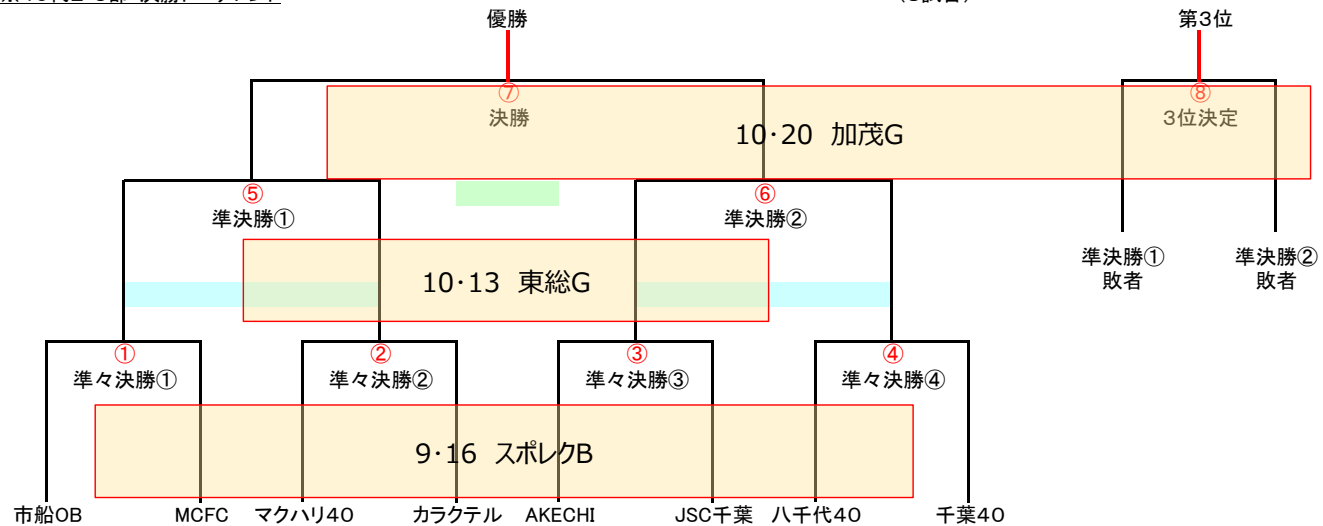 優勝
第3位
⑦
決勝
⑧
3位決定
10・20 加茂G
⑤
準決勝①
⑥
準決勝②
準決勝①
敗者
準決勝②
敗者
10・13 東総G
①
準々決勝①
②
準々決勝②
③
準々決勝③
④
準々決勝④
9・16 スポレクB
市船OB
MCFC
マクハリ40
カラクテル
AKECHI
JSC千葉
八千代40
千葉40